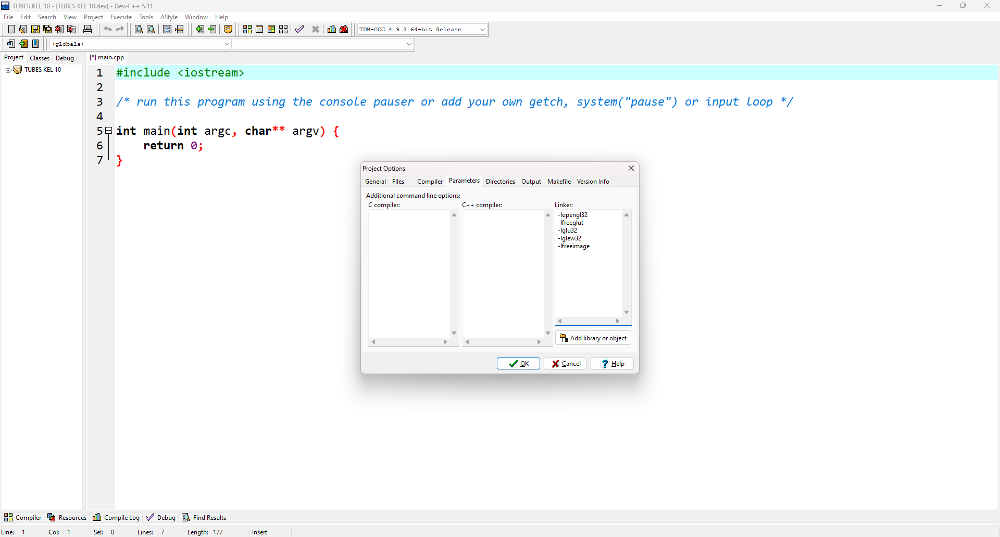 TUBES KEL 10 - [TUBES KEL 10.dev] - Dev-C++ 5.11
File Edit Search View Project Execute Tools AStyle Window Help
TDM-GCC 4.9.2 64-bit Release
(globals)
Project Classes Debug [*] main.cpp
TUBES KEL 10
1 #include <iostream>
2
3 /* run this program using the console pauser or add your own getch, system("pause") or input loop */
4
5 int main(int argc, char** argv) {
6 return 0;
7 }
Project Options
General Files Compiler Parameters Directories Output Makefile Version Info
Additional command line options:
C compiler: C++ compiler: Linker:
-lopengl32
-lfreeglut
-lglu32
-lglew32
-lfreeimage
Add library or object
OK Cancel Help
Compiler Resources Compile Log Debug Find Results
Line: 1 Col: 1 Sel: 0 Lines: 7 Length: 177 Insert